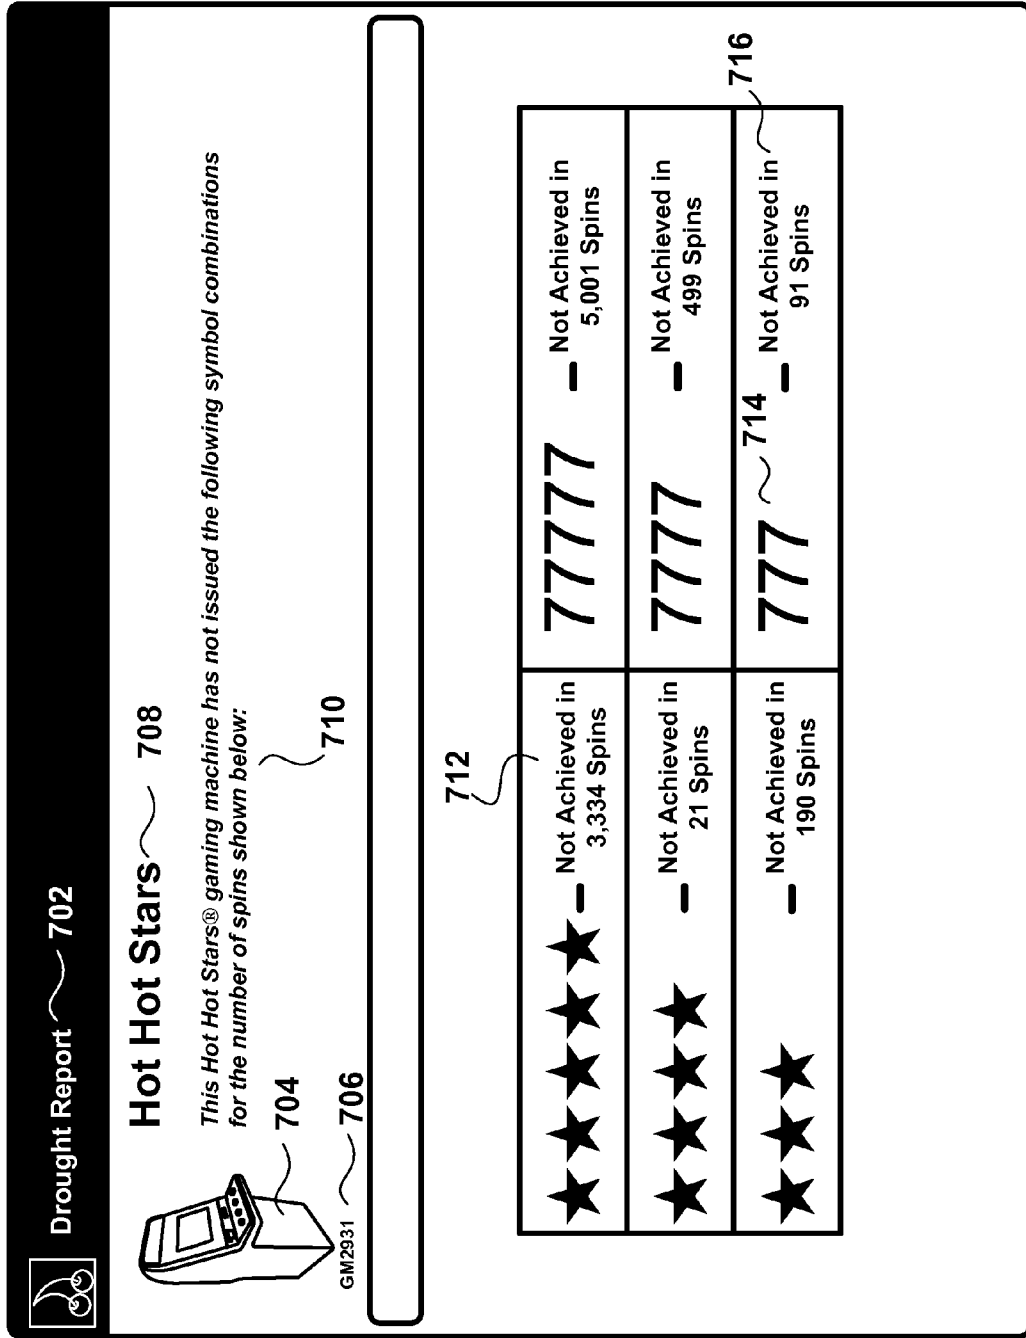 Drought Report 702
Hot Hot Stars 708
This Hot Hot Stars® gaming machine has not issued the following symbol combinations
for the number of spins shown below:
704
710
GM2931 706
712
Not Achieved in
3,334 Spins
77777 – Not Achieved in
5,001 Spins
– Not Achieved in
21 Spins
7777 – Not Achieved in
499 Spins
– Not Achieved in
190 Spins
777 – Not Achieved in
91 Spins
714
716